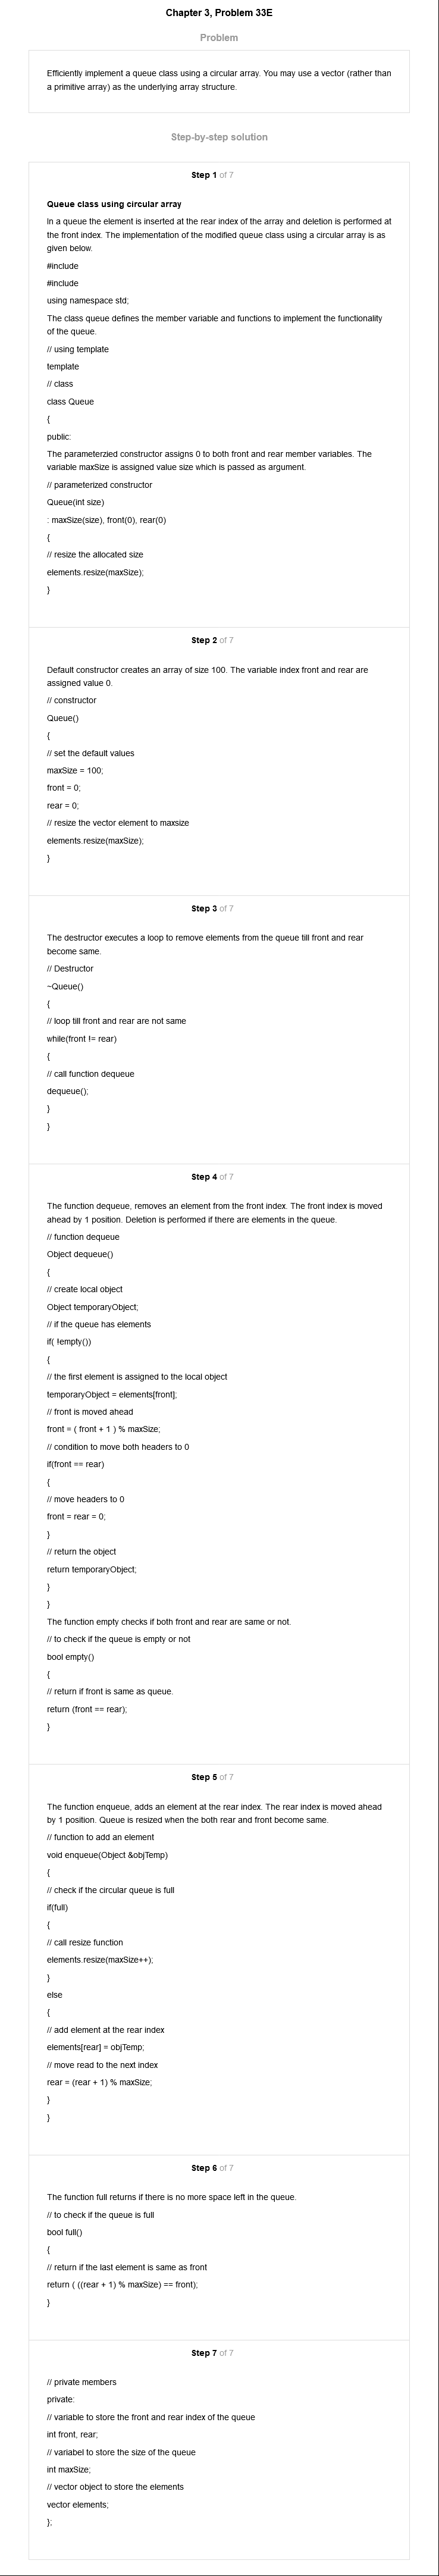 Chapter 3, Problem 33E
Problem
Efficiently implement a queue class using a circular array. You may use a vector (rather than
a primitive array) as the underlying array structure.
Step-by-step solution
Step 1 of 7
Queue class using circular array
In a queue the element is inserted at the rear index of the array and deletion is performed at
the front index. The implementation of the modified queue class using a circular array is as
given below.
#include
#include
using namespace std;
The class queue defines the member variable and functions to implement the functionality
of the queue.
// using template
template
// class
class Queue
{
public:
The parameterzied constructor assigns 0 to both front and rear member variables. The
variable maxSize is assigned value size which is passed as argument.
// parameterized constructor
Queue(int size)
: maxSize(size), front(0), rear(0)
{
// resize the allocated size
elements.resize(maxSize);
}
Step 2 of 7
Default constructor creates an array of size 100. The variable index front and rear are
assigned value 0.
// constructor
Queue()
{
// set the default values
maxSize = 100;
front = 0;
rear = 0;
// resize the vector element to maxsize
elements.resize(maxSize);
}
Step 3 of 7
The destructor executes a loop to remove elements from the queue till front and rear
become same.
// Destructor
~Queue()
{
// loop till front and rear are not same
while(front != rear)
{
// call function dequeue
dequeue();
}
}
Step 4 of 7
The function dequeue, removes an element from the front index. The front index is moved
ahead by 1 position. Deletion is performed if there are elements in the queue.
// function dequeue
Object dequeue()
{
// create local object
Object temporaryObject;
// if the queue has elements
if( !empty())
{
// the first element is assigned to the local object
temporaryObject = elements[front];
// front is moved ahead
front = ( front + 1 ) % maxSize;
// condition to move both headers to 0
if(front == rear)
{
// move headers to 0
front = rear = 0;
}
// return the object
return temporaryObject;
}
}
The function empty checks if both front and rear are same or not.
// to check if the queue is empty or not
bool empty()
{
// return if front is same as queue.
return (front == rear);
}
Step 5 of 7
The function enqueue, adds an element at the rear index. The rear index is moved ahead
by 1 position. Queue is resized when the both rear and front become same.
// function to add an element
void enqueue(Object &objTemp)
{
// check if the circular queue is full
if(full)
{
// call resize function
elements.resize(maxSize++);
}
else
{
// add element at the rear index
elements[rear] = objTemp;
// move read to the next index
rear = (rear + 1) % maxSize;
}
}
Step 6 of 7
The function full returns if there is no more space left in the queue.
// to check if the queue is full
bool full()
{
// return if the last element is same as front
return ( ((rear + 1) % maxSize) == front);
}
Step 7 of 7
// private members
private:
// variable to store the front and rear index of the queue
int front, rear;
// variabel to store the size of the queue
int maxSize;
// vector object to store the elements
vector elements;
};